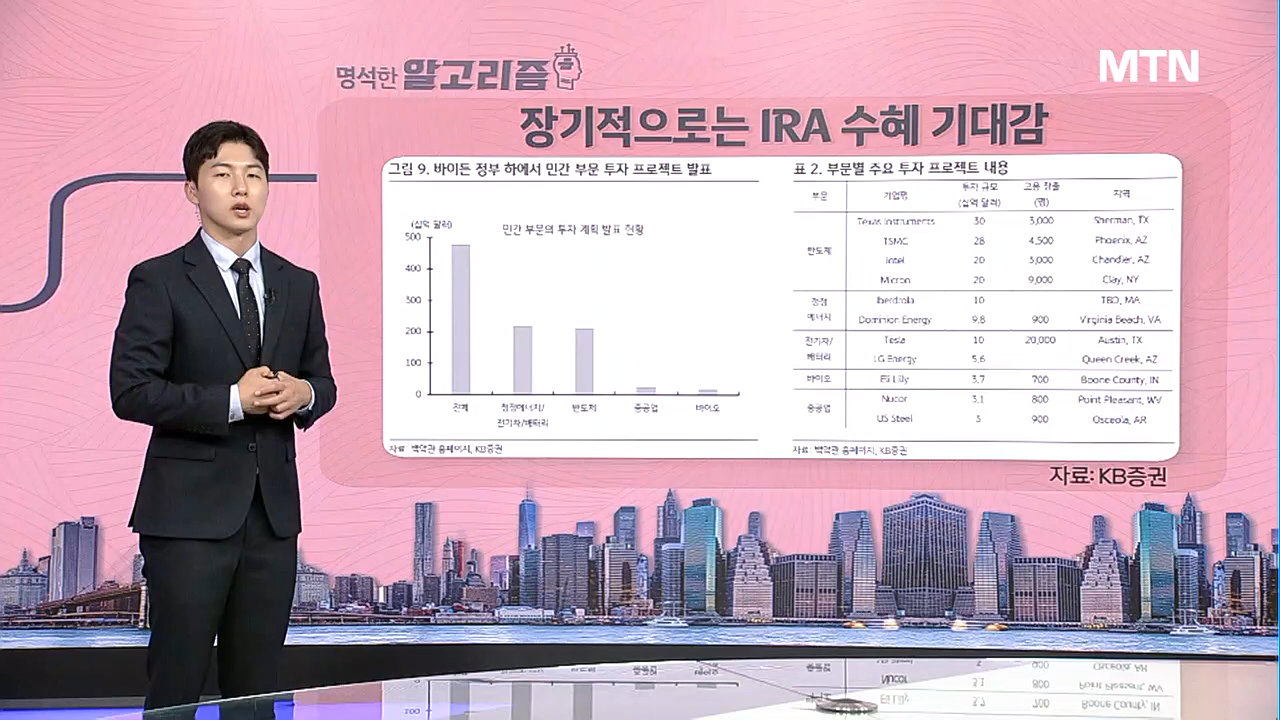 명석한 알고리즘
MTN
장기적으로는 IRA 수혜 기대감
그림 9. 바이든 정부 하에서 민간 부문 투자 프로젝트 발표
(십억 달러)
민간 부문의 투자 계획 발표 현황
500
400
300
200
100
0
전체 청정에너지/ 반도체 중공업 바이오
전기차/배터리
자료: 백악관 홈페이지, KB증권
표 2. 부문별 주요 투자 프로젝트 내용
부문 기업명 투자 규모 (십억 달러) 고용 창출 (명) 지역
반도체 Texas Instruments 30 3,000 Sherman, TX
TSMC 28 4,500 Phoenix, AZ
Intel 20 3,000 Chandler, AZ
Micron 20 9,000 Clay, NY
청정 에너지 Iberdrola 10 TBD, MA
Dominion Energy 9.8 900 Virginia Beach, VA
전기차/ 배터리 Tesla 10 20,000 Austin, TX
LG Energy 5.6 Queen Creek, AZ
바이오 Eli Lilly 3.7 700 Boone County, IN
중공업 Nucor 3.1 800 Point Pleasant, WV
US Steel 3 900 Osceola, AR
자료: 백악관 홈페이지, KB증권
자료: KB증권